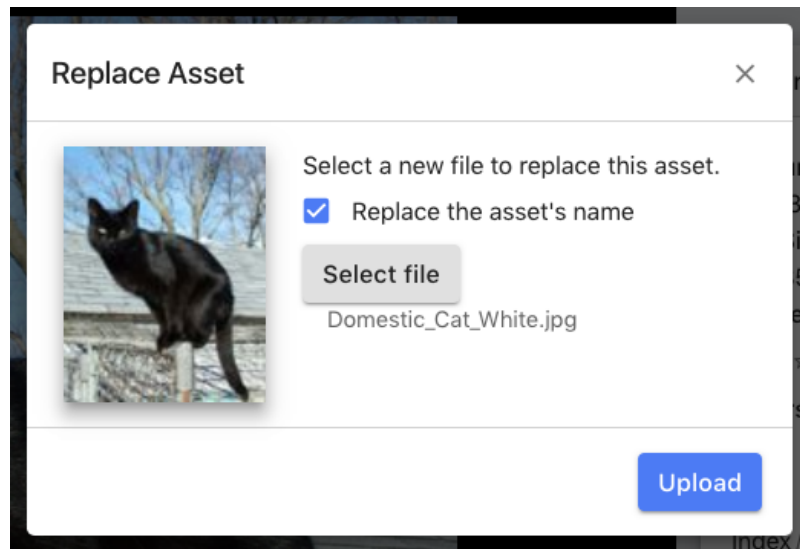 Replace Asset
Select a new file to replace this asset.
Replace the asset's name
Select file
Domestic_Cat_White.jpg
Upload